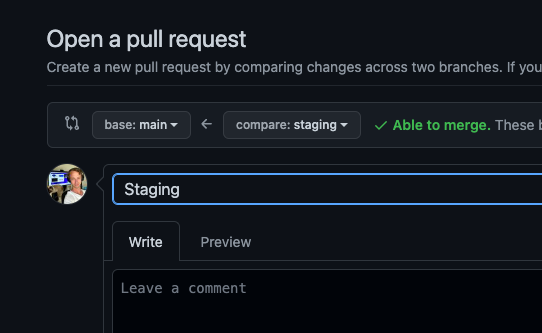 Open a pull request
Create a new pull request by comparing changes across two branches. If you
base: main compare: staging Able to merge. These b
Staging
Write Preview
Leave a comment